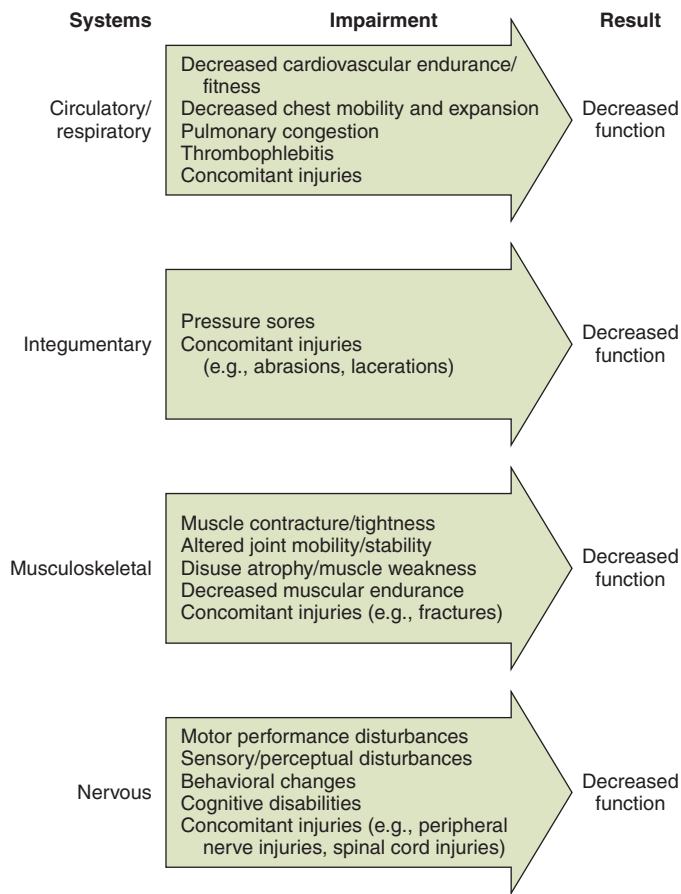 Systems
Impairment
Result
Circulatory/
respiratory
Decreased cardiovascular endurance/
fitness
Decreased chest mobility and expansion
Pulmonary congestion
Thrombophlebitis
Concomitant injuries
Decreased
function
Integumentary
Pressure sores
Concomitant injuries
(e.g., abrasions, lacerations)
Decreased
function
Musculoskeletal
Muscle contracture/tightness
Altered joint mobility/stability
Disuse atrophy/muscle weakness
Decreased muscular endurance
Concomitant injuries (e.g., fractures)
Decreased
function
Nervous
Motor performance disturbances
Sensory/perceptual disturbances
Behavioral changes
Cognitive disabilities
Concomitant injuries (e.g., peripheral
nerve injuries, spinal cord injuries)
Decreased
function